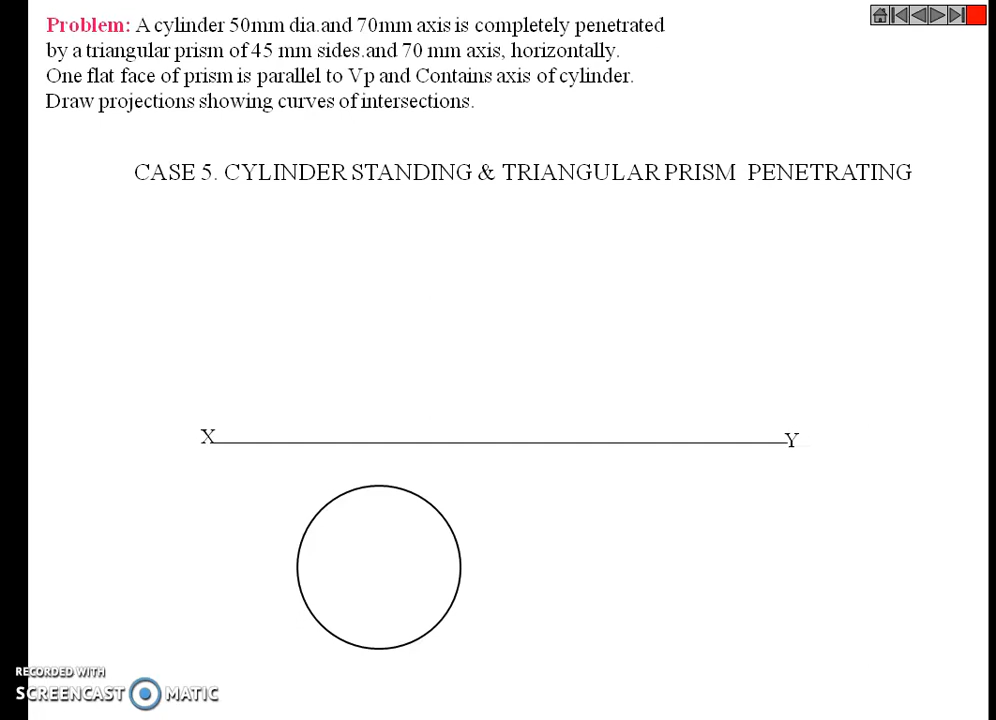 Problem: A cylinder 50mm dia.and 70mm axis is completely penetrated
by a triangular prism of 45 mm sides.and 70 mm axis, horizontally.
One flat face of prism is parallel to Vp and Contains axis of cylinder.
Draw projections showing curves of intersections.
CASE 5. CYLINDER STANDING & TRIANGULAR PRISM PENETRATING
X
Y
RECORDED WITH
SCREENCAST MATIC